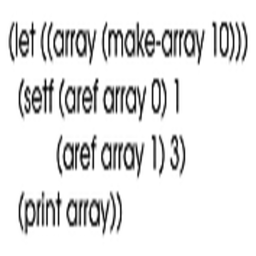 (let ((array (make-array 10)))
(setf (aref array 0) 1
(aref array 1) 3)
(print array))